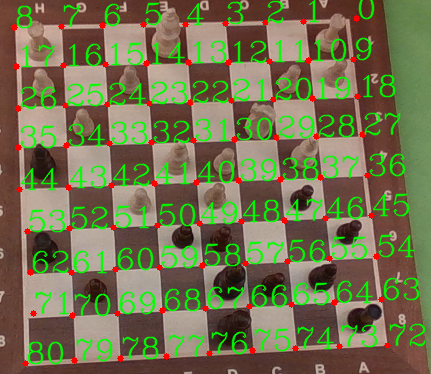 8 7 6 5 4 3 2 1 0
17 16 15 14 13 12 11 10 9
26 25 24 23 22 21 20 19 18
35 34 33 32 31 30 29 28 27
44 43 42 41 40 39 38 37 36
53 52 51 50 49 48 47 46 45
62 61 60 59 58 57 56 55 54
71 70 69 68 67 66 65 64 63
80 79 78 77 76 75 74 73 72
D C B A